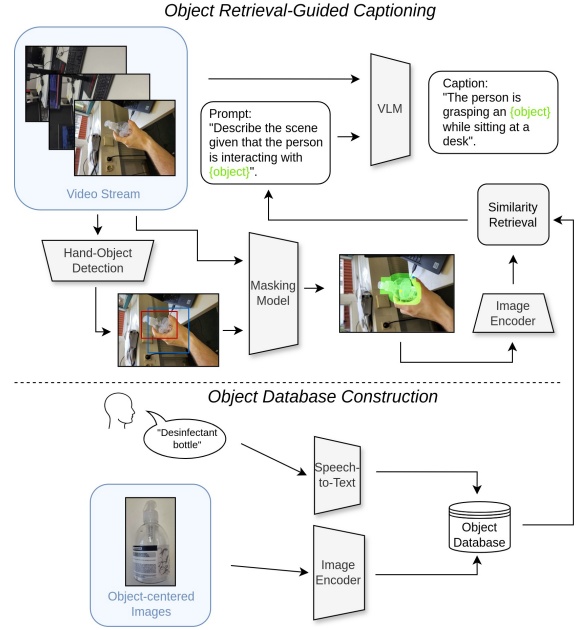 Object Retrieval-Guided Captioning
Video Stream
Prompt:
"Describe the scene
given that the person
is interacting with
{object}".
VLM
Caption:
"The person is
grasping an {object}
while sitting at a
desk".
Hand-Object
Detection
Masking
Model
Similarity
Retrieval
Image
Encoder
Object Database Construction
"Desinfectant
bottle"
Speech-
to-Text
Object-centered
Images
Image
Encoder
Object
Database